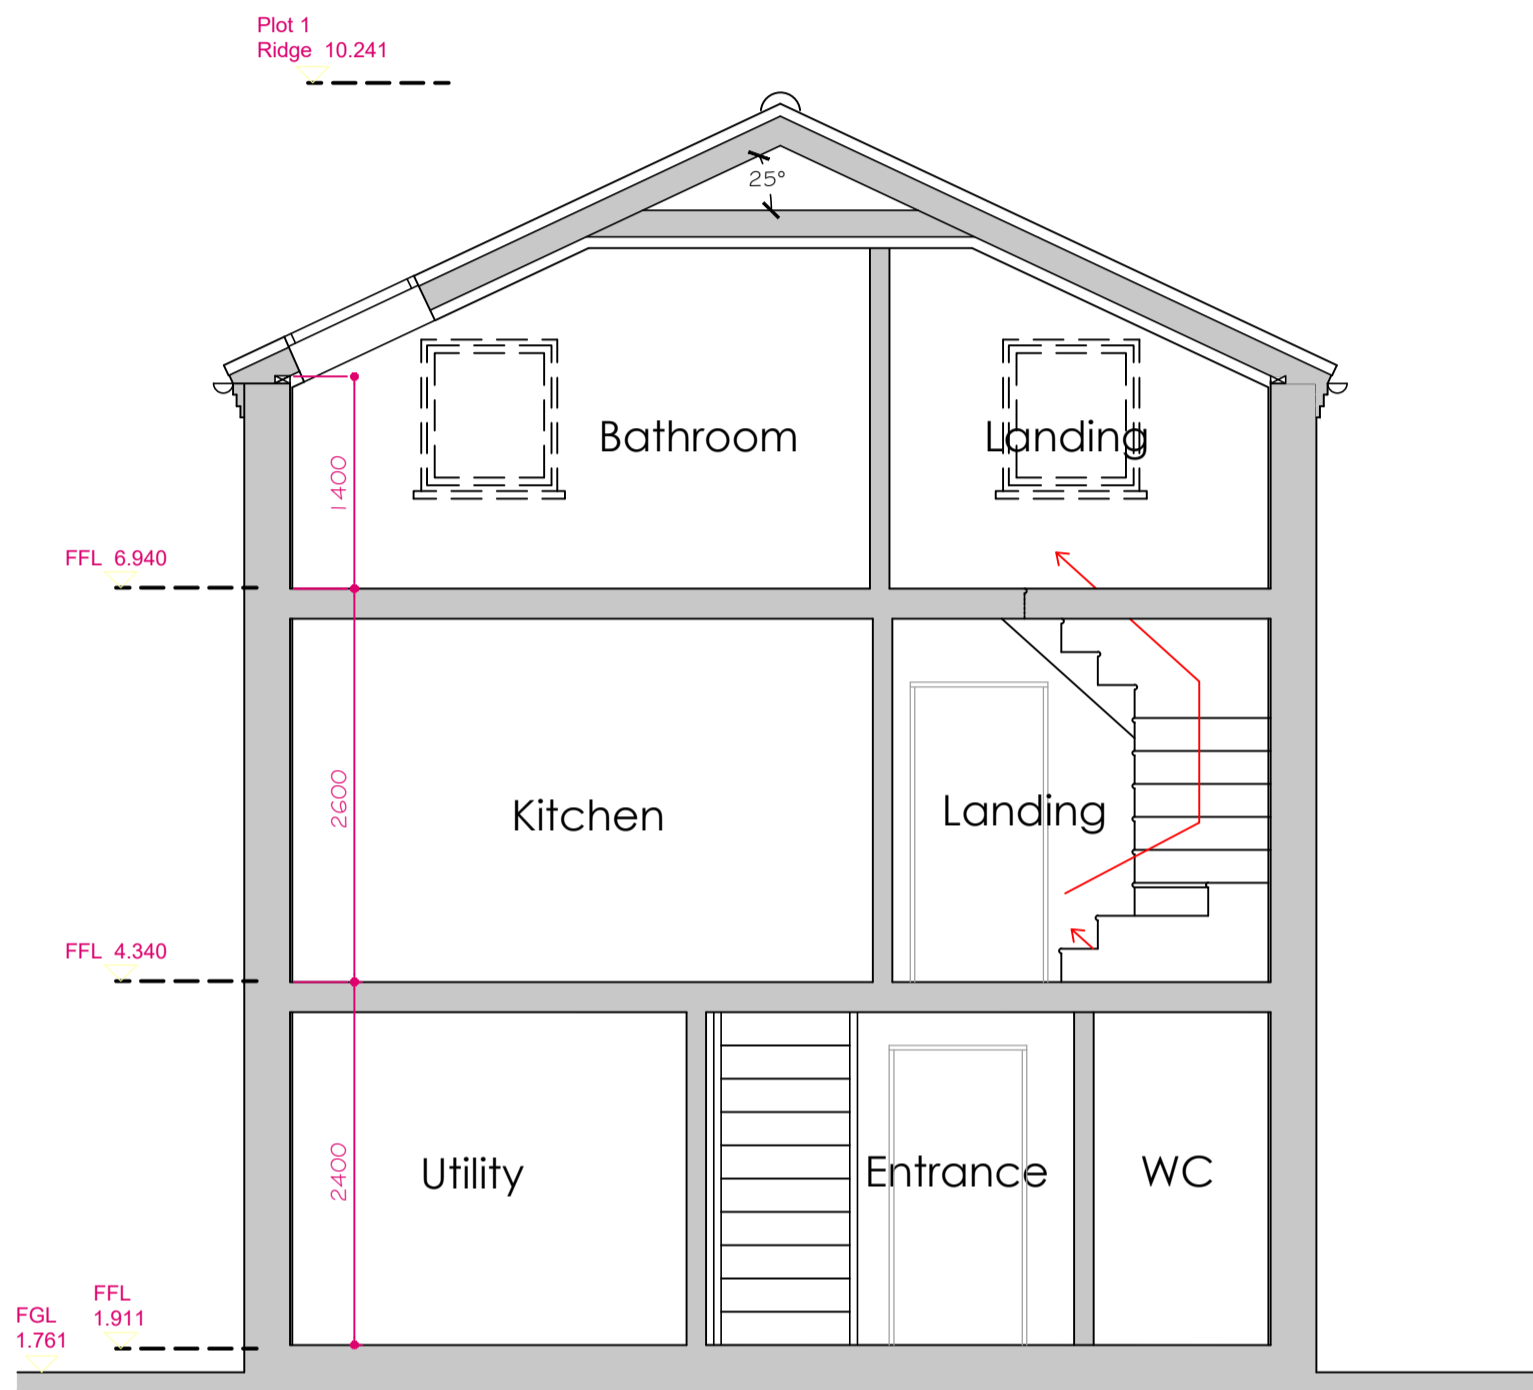 Plot 1
Ridge 10.241
25°
Bathroom
Landing
1400
FFL 6.940
2600
Kitchen
Landing
FFL 4.340
2400
Utility
Entrance
WC
FFL
1.911
FGL
1.761